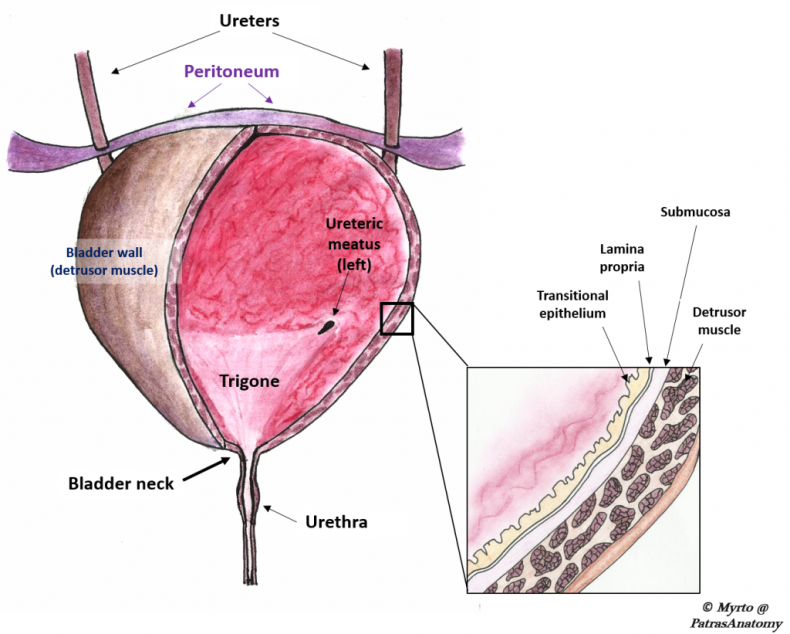 Ureters
Peritoneum
Ureteric
meatus
(left)
Bladder wall
(detrusor muscle)
Trigone
Bladder neck
Urethra
Submucosa
Lamina
propria
Transitional
epithelium
Detrusor
muscle
© Myrto @
PatrasAnatomy